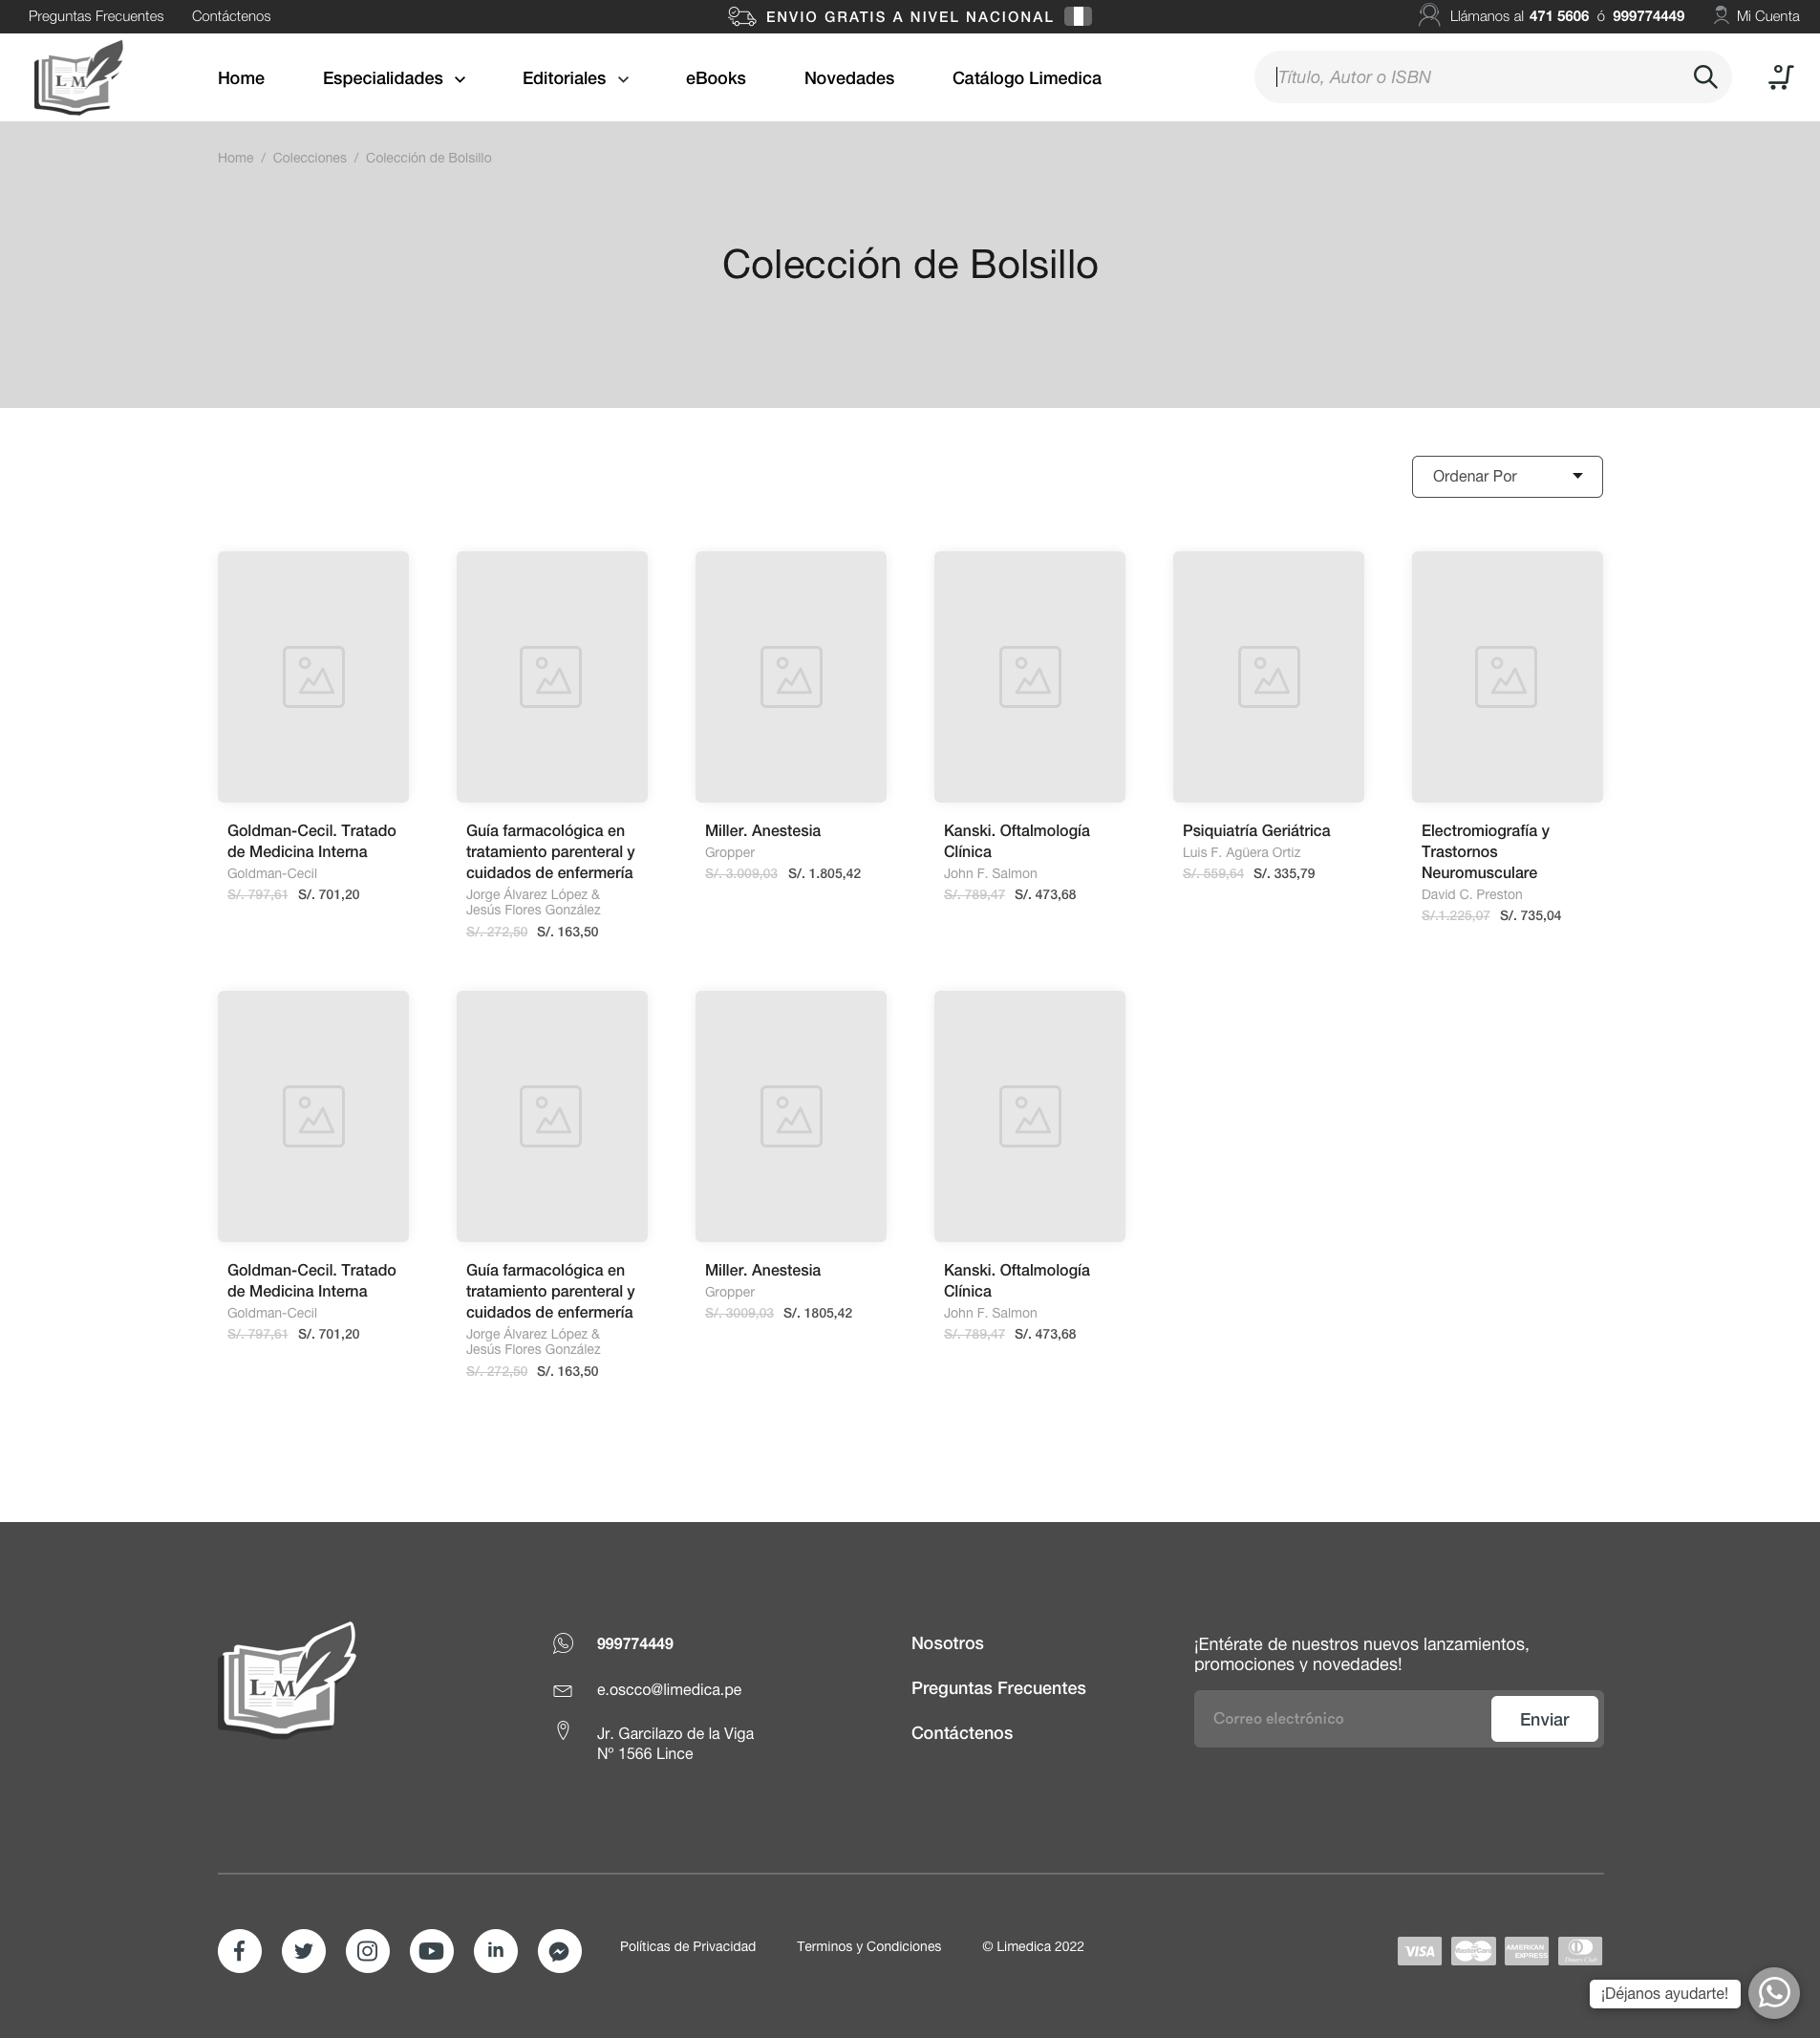 Preguntas Frecuentes
Contáctenos
ENVIO GRATIS A NIVEL NACIONAL
Llámanos al 471 5606 ó 999774449
Mi Cuenta
L M
Home
Especialidades
Editoriales
eBooks
Novedades
Catálogo Limedica
Título, Autor o ISBN
Home / Colecciones / Colección de Bolsillo
Colección de Bolsillo
Ordenar Por
Goldman-Cecil. Tratado
de Medicina Interna
Goldman-Cecil
S/. 797,61 S/. 701,20
Guía farmacológica en
tratamiento parenteral y
cuidados de enfermería
Jorge Álvarez López &
Jesús Flores González
S/. 272,50 S/. 163,50
Miller. Anestesia
Gropper
S/. 3.009,03 S/. 1.805,42
Kanski. Oftalmología
Clínica
John F. Salmon
S/. 789,47 S/. 473,68
Psiquiatría Geriátrica
Luis F. Agüera Ortiz
S/. 559,64 S/. 335,79
Electromiografía y
Trastornos
Neuromusculare
David C. Preston
S/.1.225,07 S/. 735,04
Goldman-Cecil. Tratado
de Medicina Interna
Goldman-Cecil
S/. 797,61 S/. 701,20
Guía farmacológica en
tratamiento parenteral y
cuidados de enfermería
Jorge Álvarez López &
Jesús Flores González
S/. 272,50 S/. 163,50
Miller. Anestesia
Gropper
S/. 3009,03 S/. 1805,42
Kanski. Oftalmología
Clínica
John F. Salmon
S/. 789,47 S/. 473,68
L M
999774449
e.oscco@limedica.pe
Jr. Garcilazo de la Viga
Nº 1566 Lince
Nosotros
Preguntas Frecuentes
Contáctenos
¡Entérate de nuestros nuevos lanzamientos,
promociones y novedades!
Correo electrónico
Enviar
Políticas de Privacidad
Terminos y Condiciones
© Limedica 2022
VISA
MasterCard
AMERICAN
EXPRESS
Diners Club
¡Déjanos ayudarte!